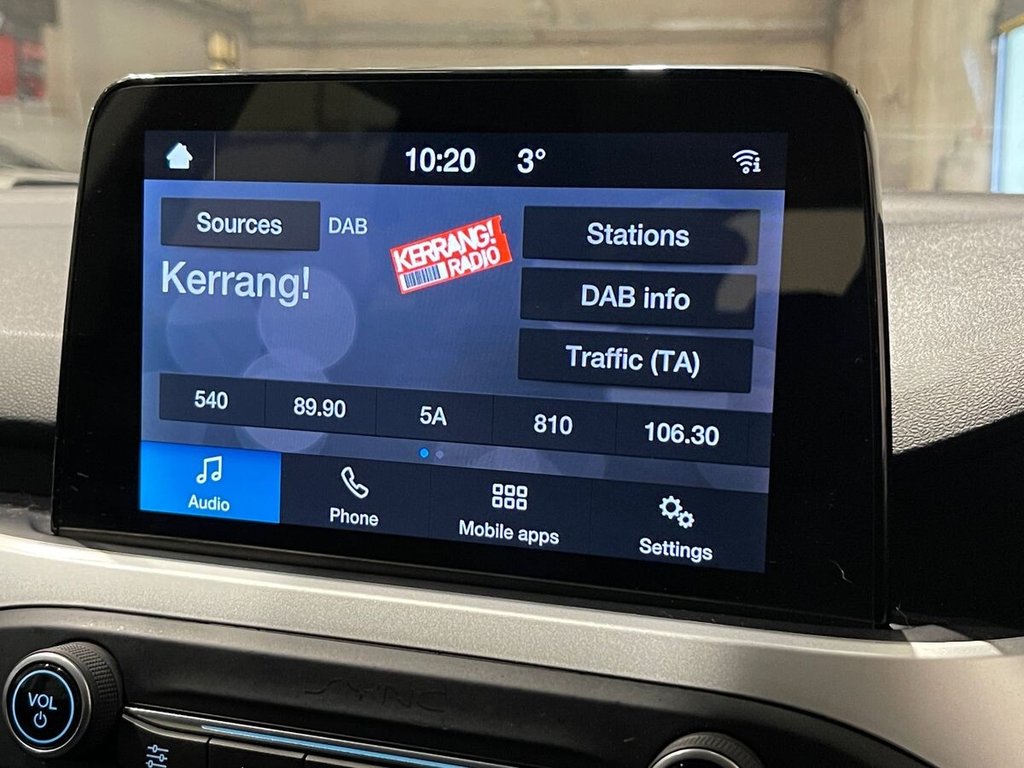 10:20 3°
Sources DAB
Kerrang!
KERRANG!
RADIO
Stations
DAB info
Traffic (TA)
540 89.90 5A 810 106.30
Audio Phone Mobile apps Settings
SYNC
VOL